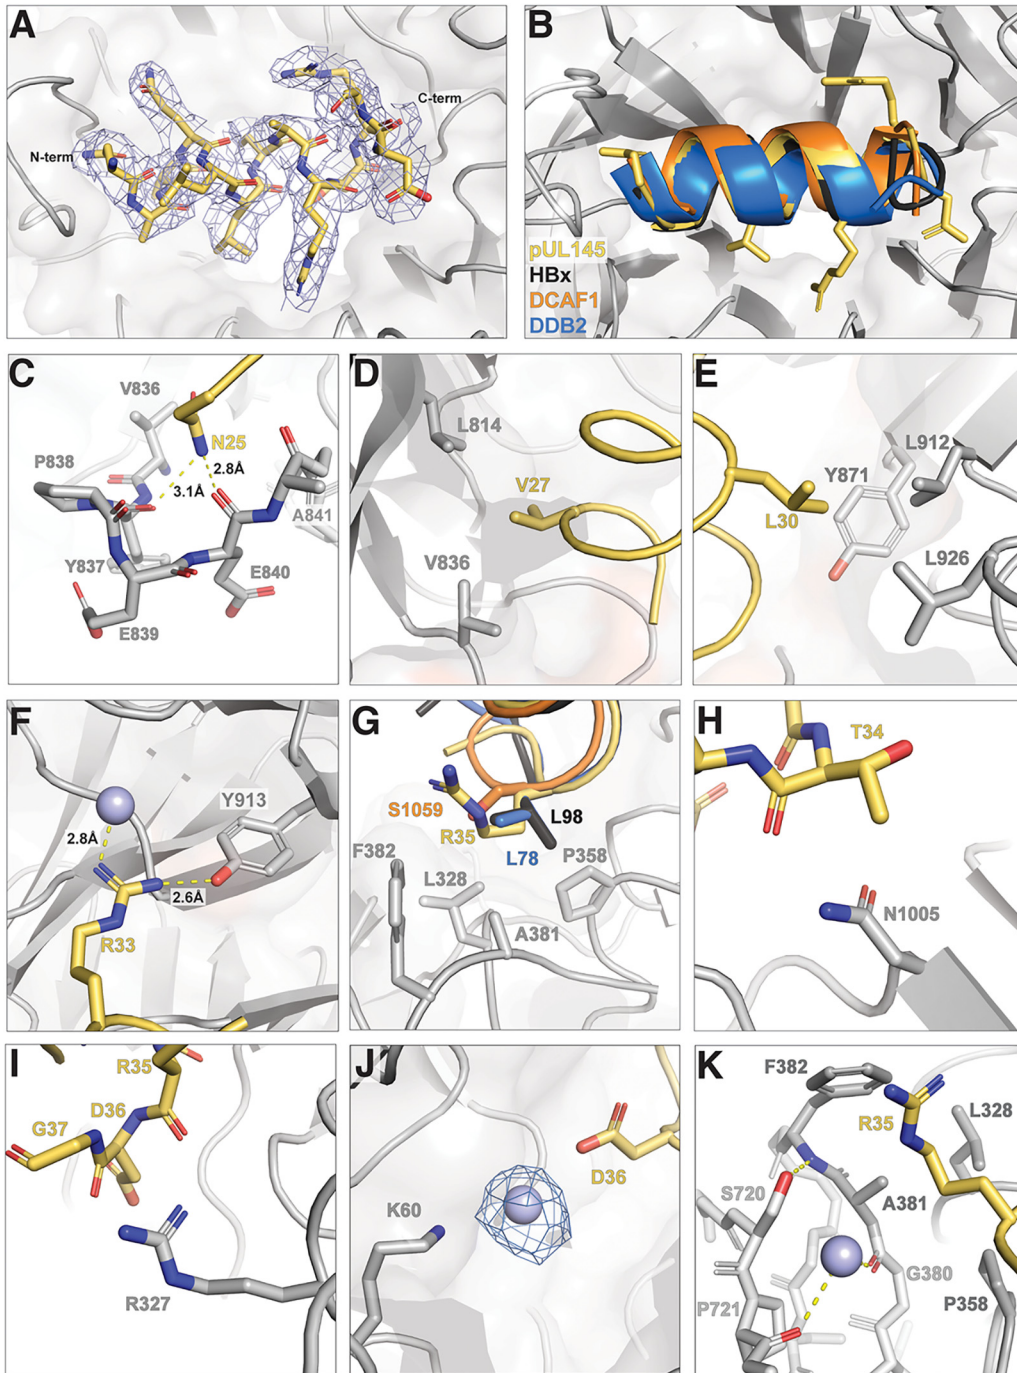 A
N-term
C-term
B
pUL145
HBx
DCAF1
DDB2
C
V836
N25
P838
2.8Å
3.1Å
A841
Y837
E840
E839
D
L814
V27
V836
E
L912
Y871
L30
L926
F
Y913
2.8Å
2.6Å
R33
G
S1059
L98
R35
F382
L78
P358
L328
A381
H
T34
N1005
I
R35
D36
G37
R327
J
D36
K60
K
F382
L328
R35
S720
A381
G380
P721
P358